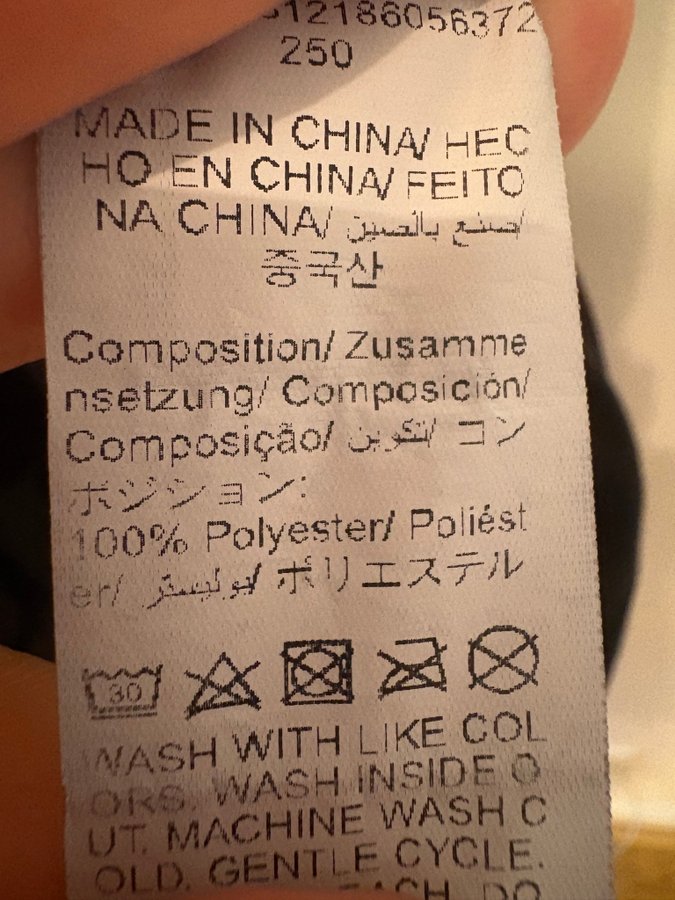 12186056372
250
MADE IN CHINA/ HEC
HO EN CHINA/ FEITO
NA CHINA/ صنع بالصين/
중국산
Composition/ Zusamme
nsetzung/ Composición/
Composição/ تكوين/ コン
ポジション:
100% Polyester/ Poliést
er/ بوليستر/ ポリエステル
30
WASH WITH LIKE COL
ORS. WASH INSIDE O
UT. MACHINE WASH C
OLD. GENTLE CYCLE.